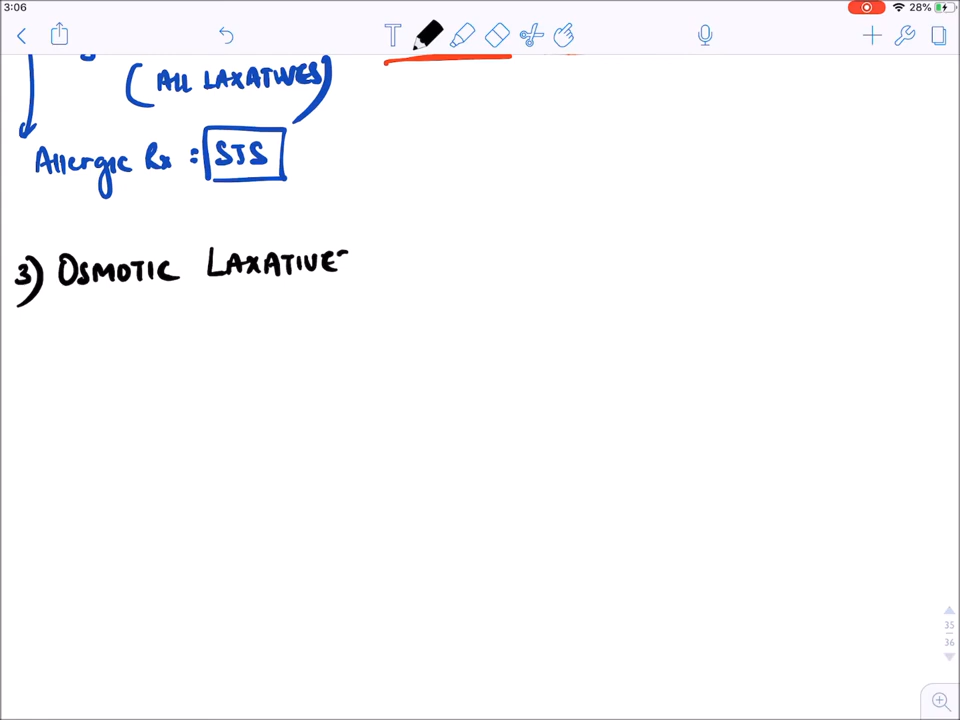 3:06
28%
T
( ALL LAXATIVES)
Allergic Rx : SJS
3) OSMOTIC LAXATIVE
35
36